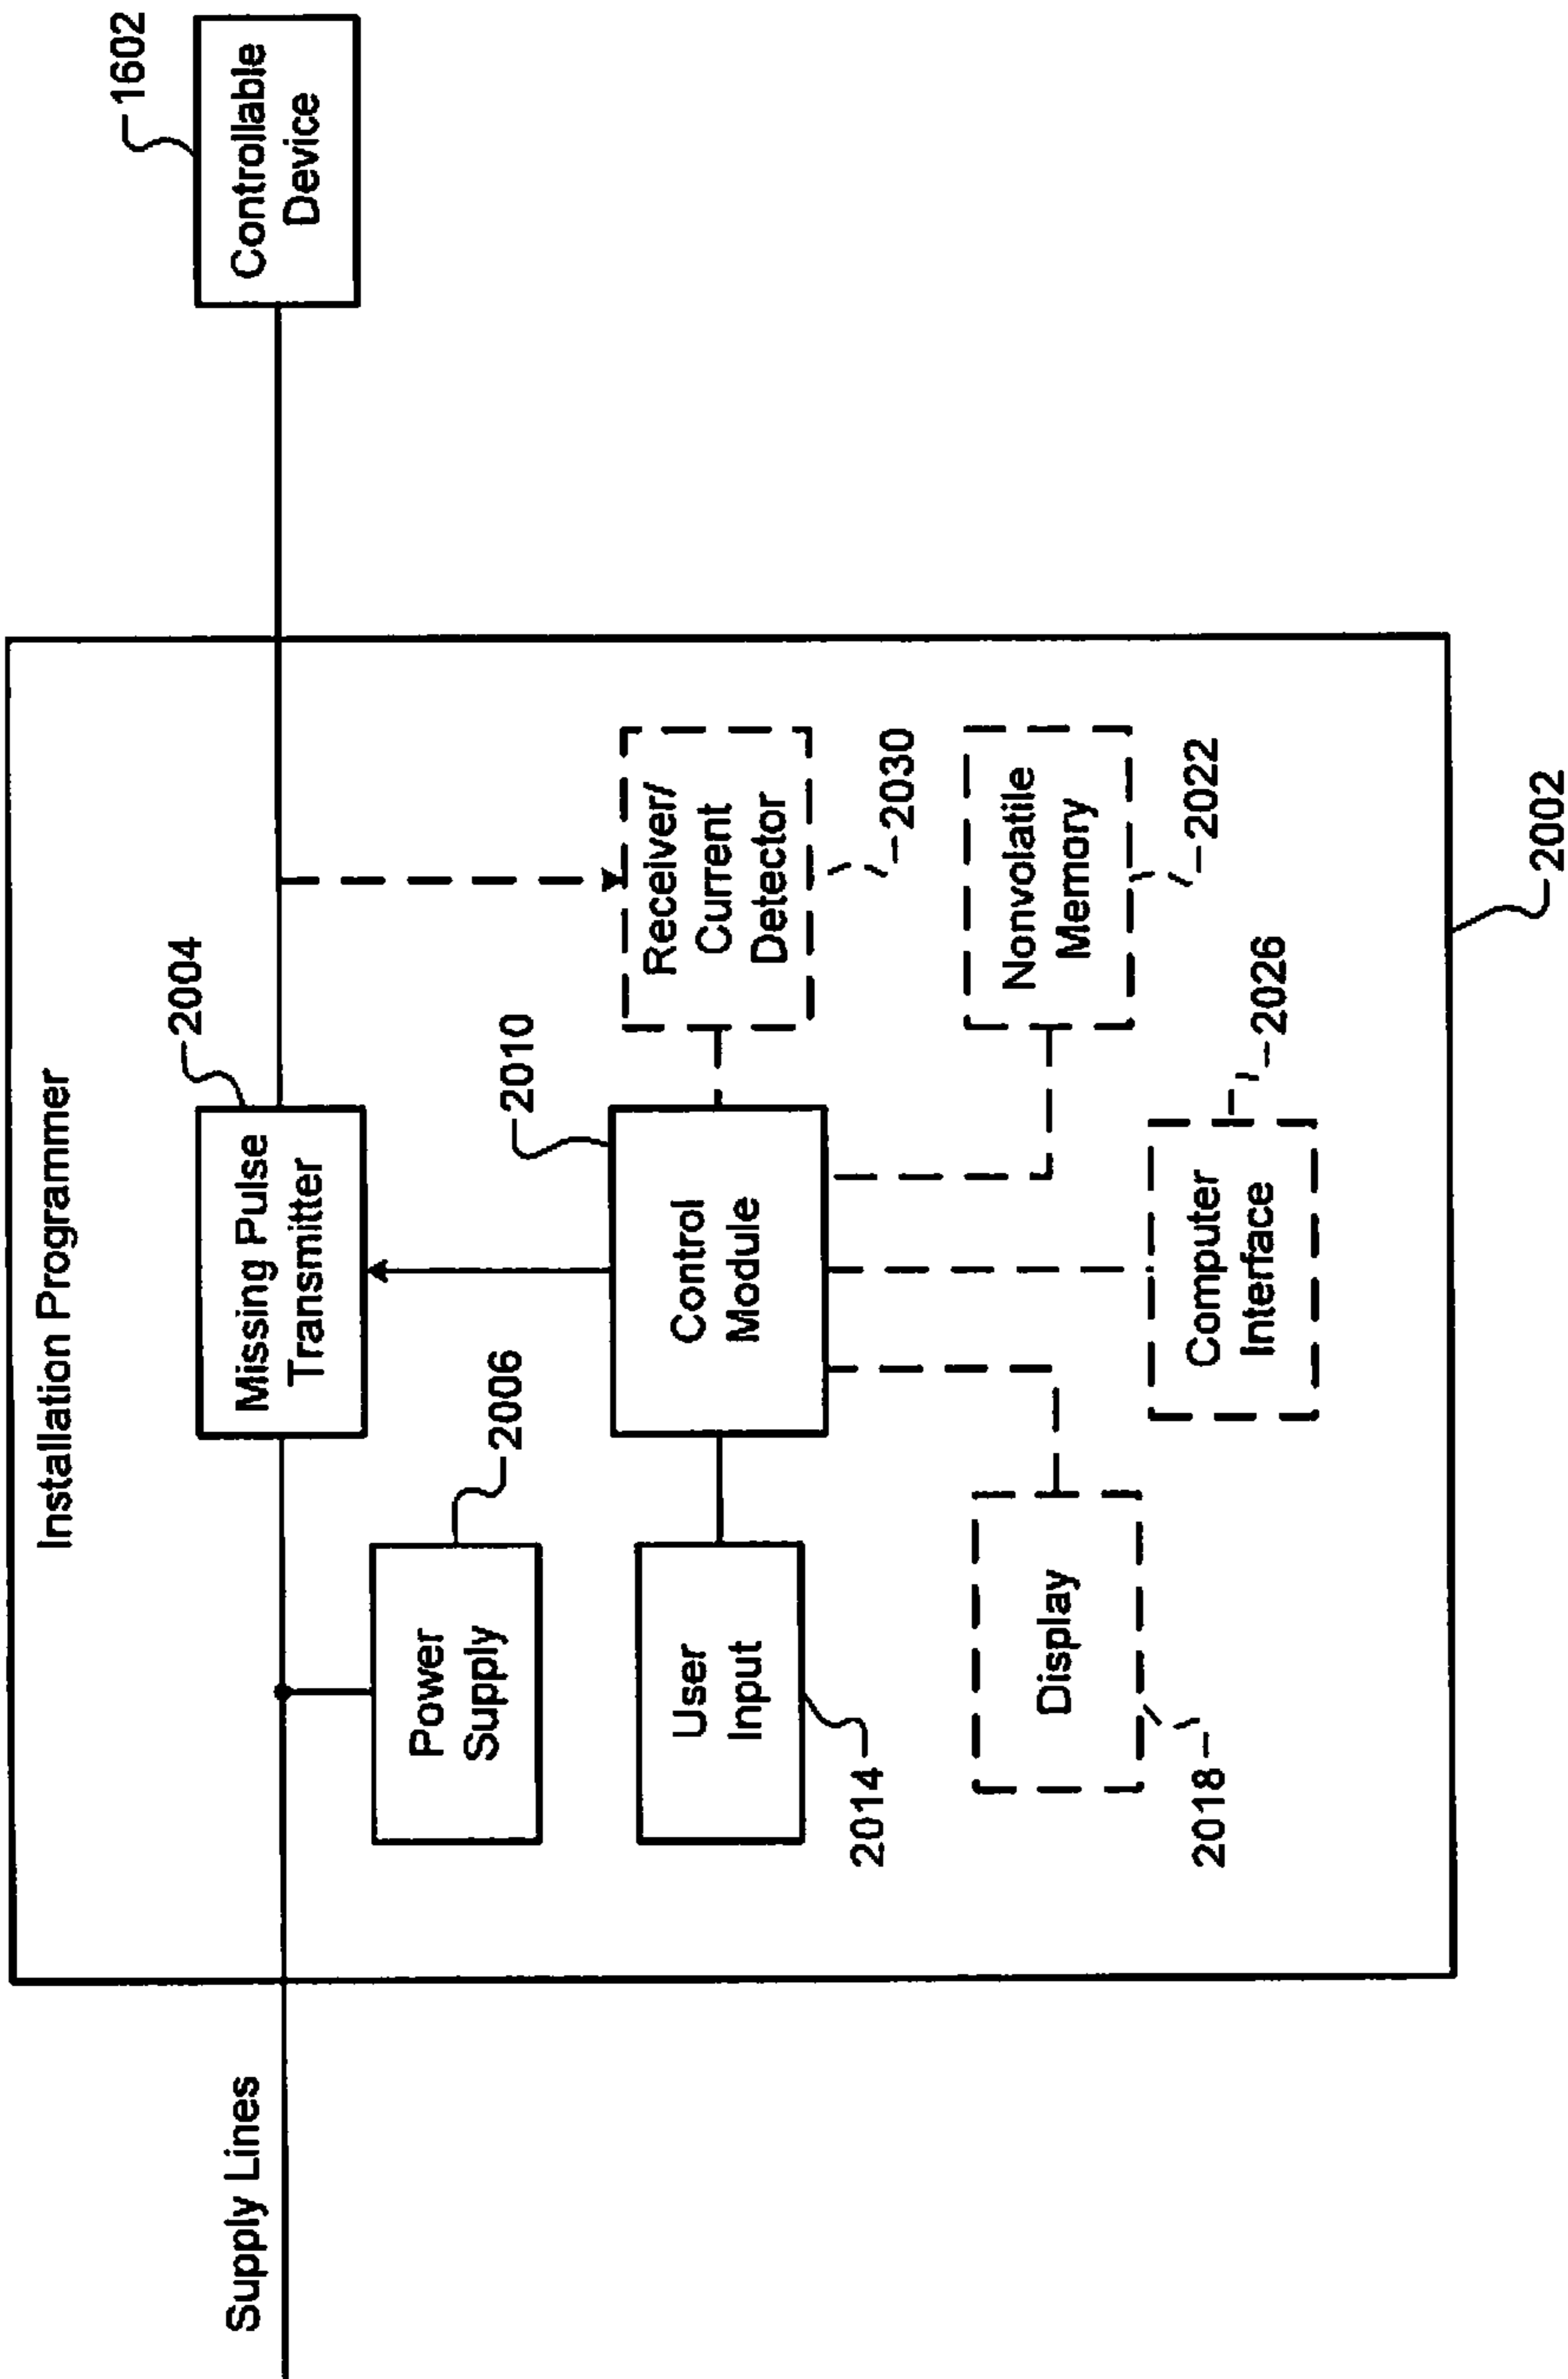 Installation Programmer
Supply Lines
2004
Missing Pulse
Transmitter
1602
Controllable
Device
Power
Supply
2006
2010
User
Input
2014
Control
Module
Receiver/
Current
Detector
2030
Display
2018
Computer
Interface
2026
Nonvolatile
Memory
2022
2002